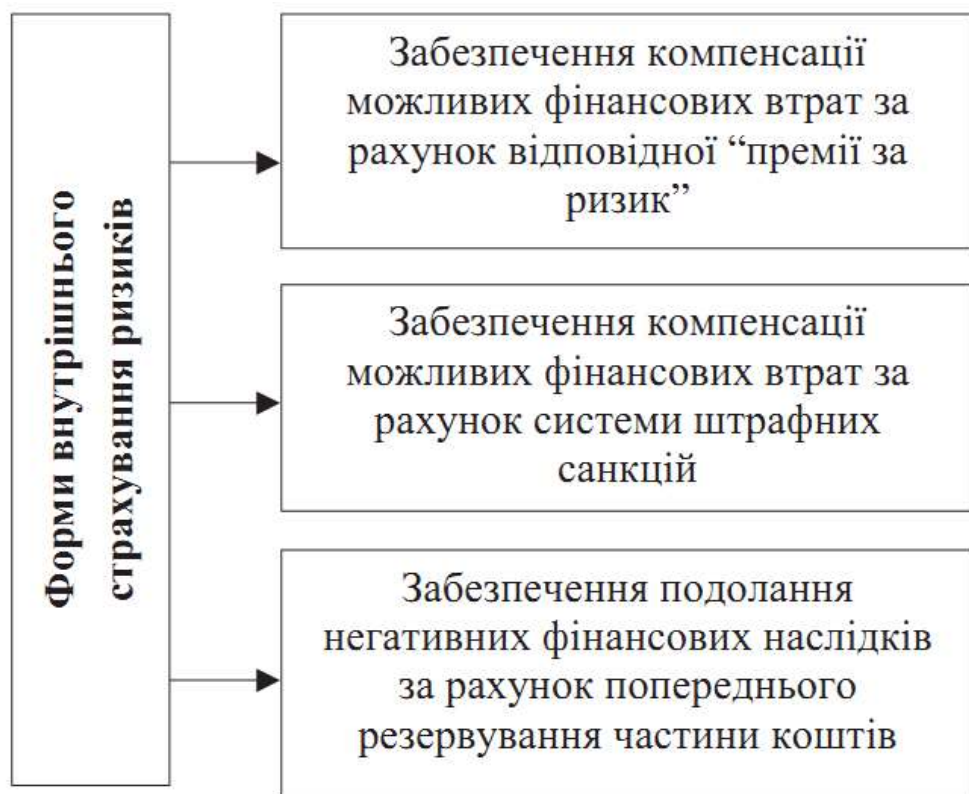 Форми внутрішнього
страхування ризиків
Забезпечення компенсації
можливих фінансових втрат за
рахунок відповідної “премії за
ризик”
Забезпечення компенсації
можливих фінансових втрат за
рахунок системи штрафних
санкцій
Забезпечення подолання
негативних фінансових наслідків
за рахунок попереднього
резервування частини коштів